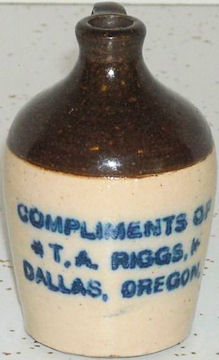 COMPLIMENTS OF
* T. A. RIGGS, *
DALLAS, OREGON.